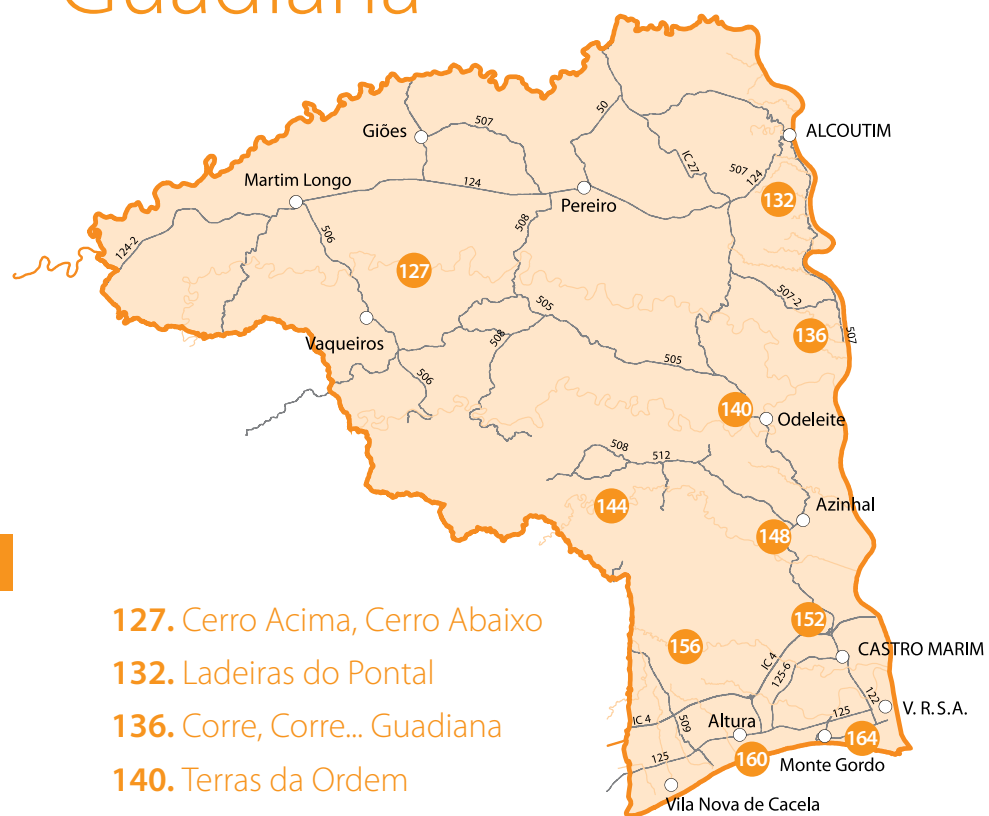 Guadiana
50
Giões
507
ALCOUTIM
IC 27
507
124
Martim Longo
124
132
Pereiro
506
508
124-2
127
507-2
505
136
507
Vaqueiros
508
505
506
140
Odeleite
508
512
144
Azinhal
148
127. Cerro Acima, Cerro Abaixo
152
156
CASTRO MARIM
IC 4
132. Ladeiras do Pontal
125-6
122
V. R.S.A.
IC 4
509
Altura
125
136. Corre, Corre... Guadiana
164
125
160
Monte Gordo
140. Terras da Ordem
Vila Nova de Cacela